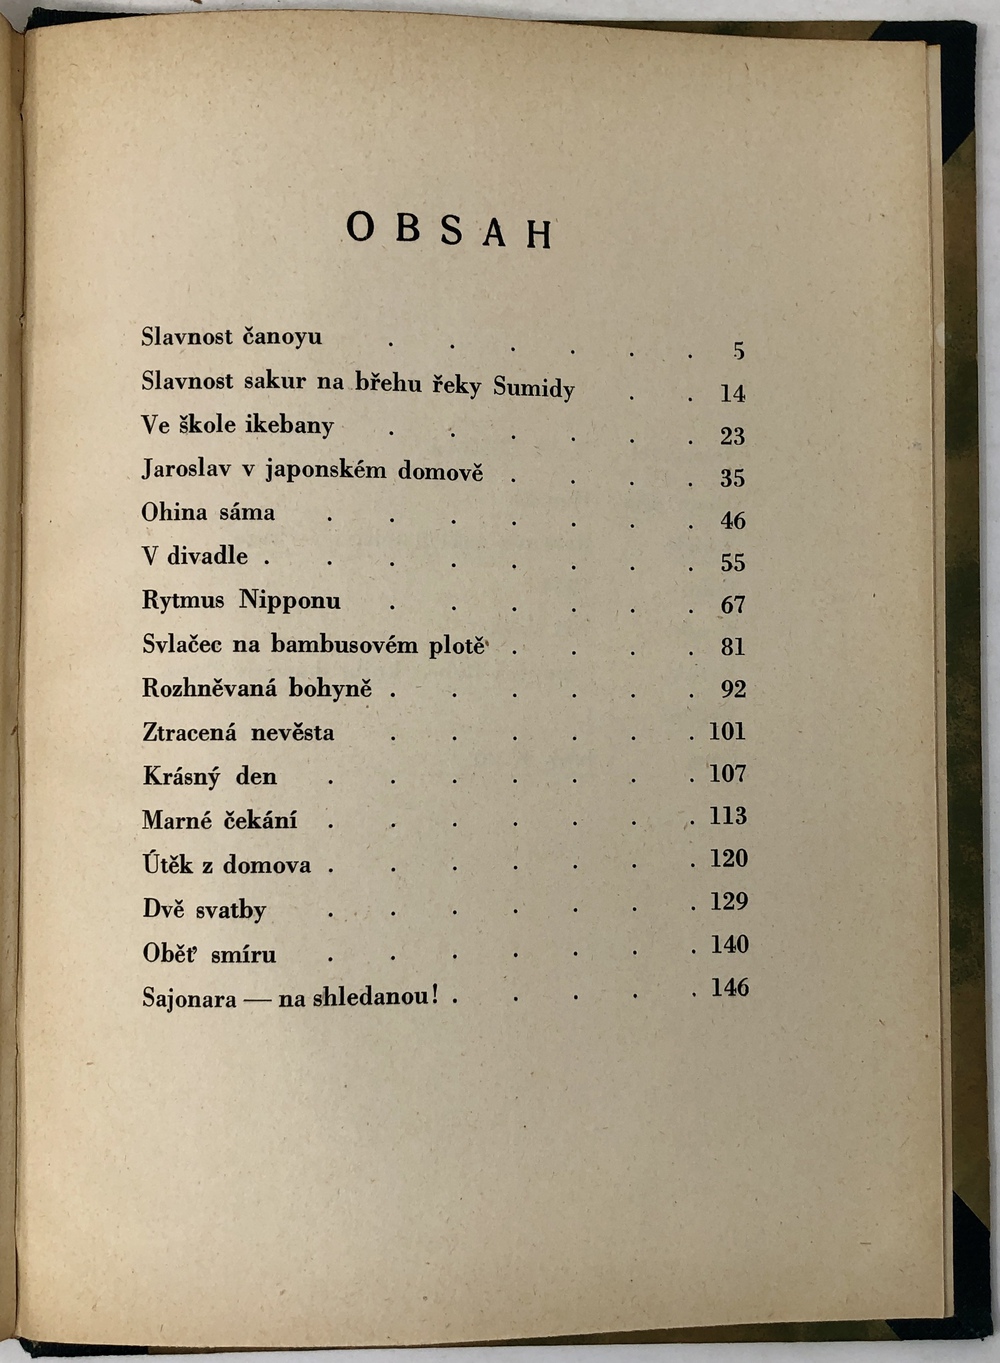 OBSAH
Slavnost čanoyu . . . . . . 5
Slavnost sakur na břehu řeky Sumidy . . 14
Ve škole ikebany . . . . . . 23
Jaroslav v japonském domově . . . . 35
Ohina sáma . . . . . . . 46
V divadle . . . . . . . . 55
Rytmus Nipponu . . . . . . 67
Svlačec na bambusovém plotě . . . . 81
Rozhněvaná bohyně . . . . . . 92
Ztracená nevěsta . . . . . . 101
Krásný den . . . . . . . 107
Marné čekání . . . . . . . 113
Útěk z domova . . . . . . . 120
Dvě svatby . . . . . . . 129
Oběť smíru . . . . . . . 140
Sajonara — na shledanou! . . . . . 146